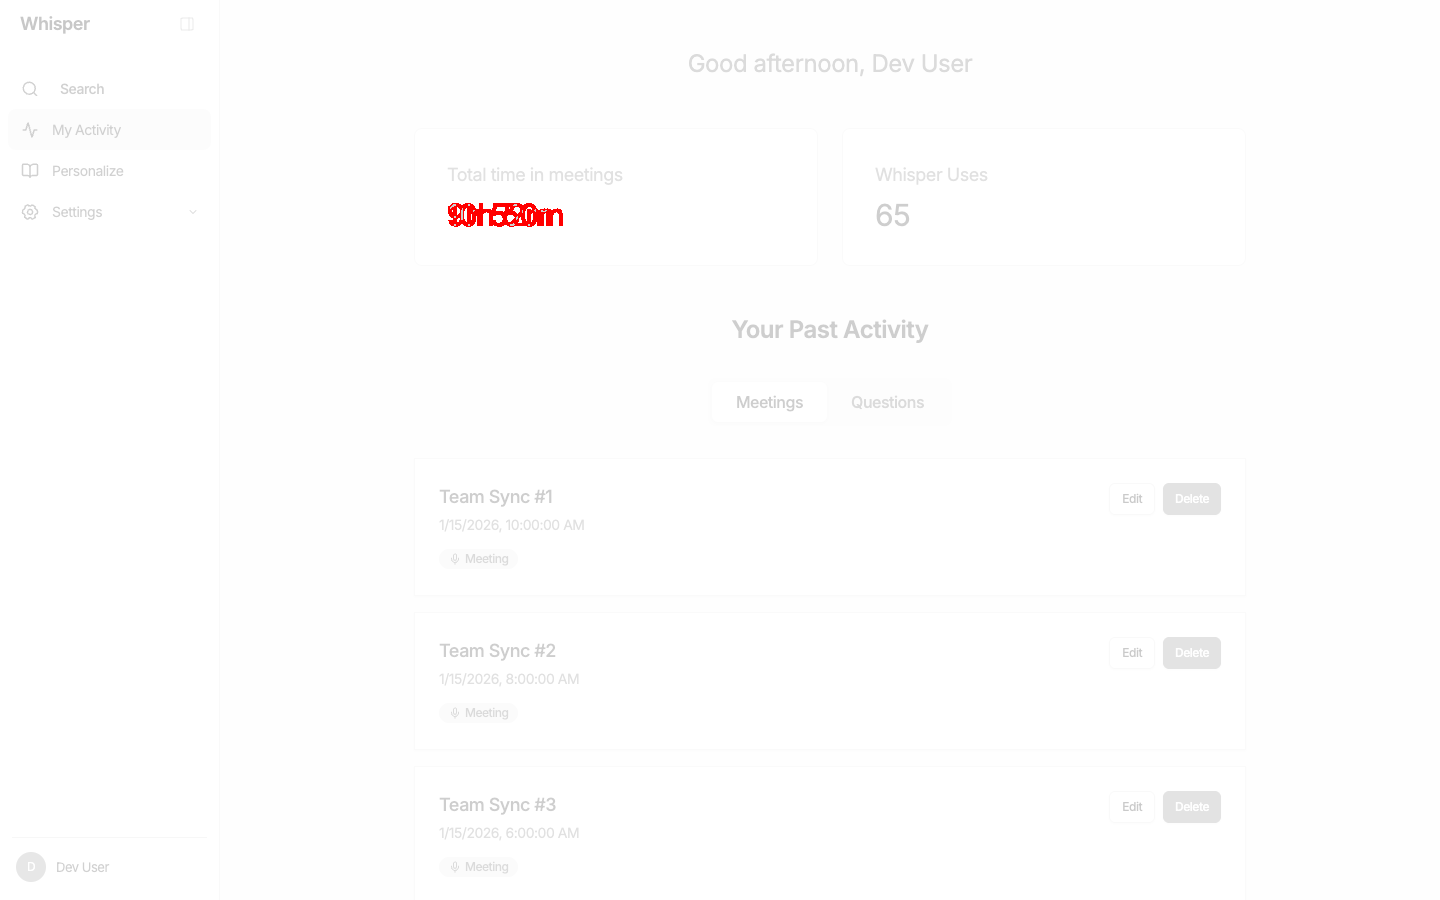 Whisper
Search
My Activity
Personalize
Settings
Good afternoon, Dev User
Total time in meetings
Whisper Uses
65
Your Past Activity
Meetings
Questions
Team Sync #1
Edit
Delete
1/15/2026, 10:00:00 AM
Meeting
Team Sync #2
Edit
Delete
1/15/2026, 8:00:00 AM
Meeting
Team Sync #3
Edit
Delete
1/15/2026, 6:00:00 AM
Meeting
D
Dev User